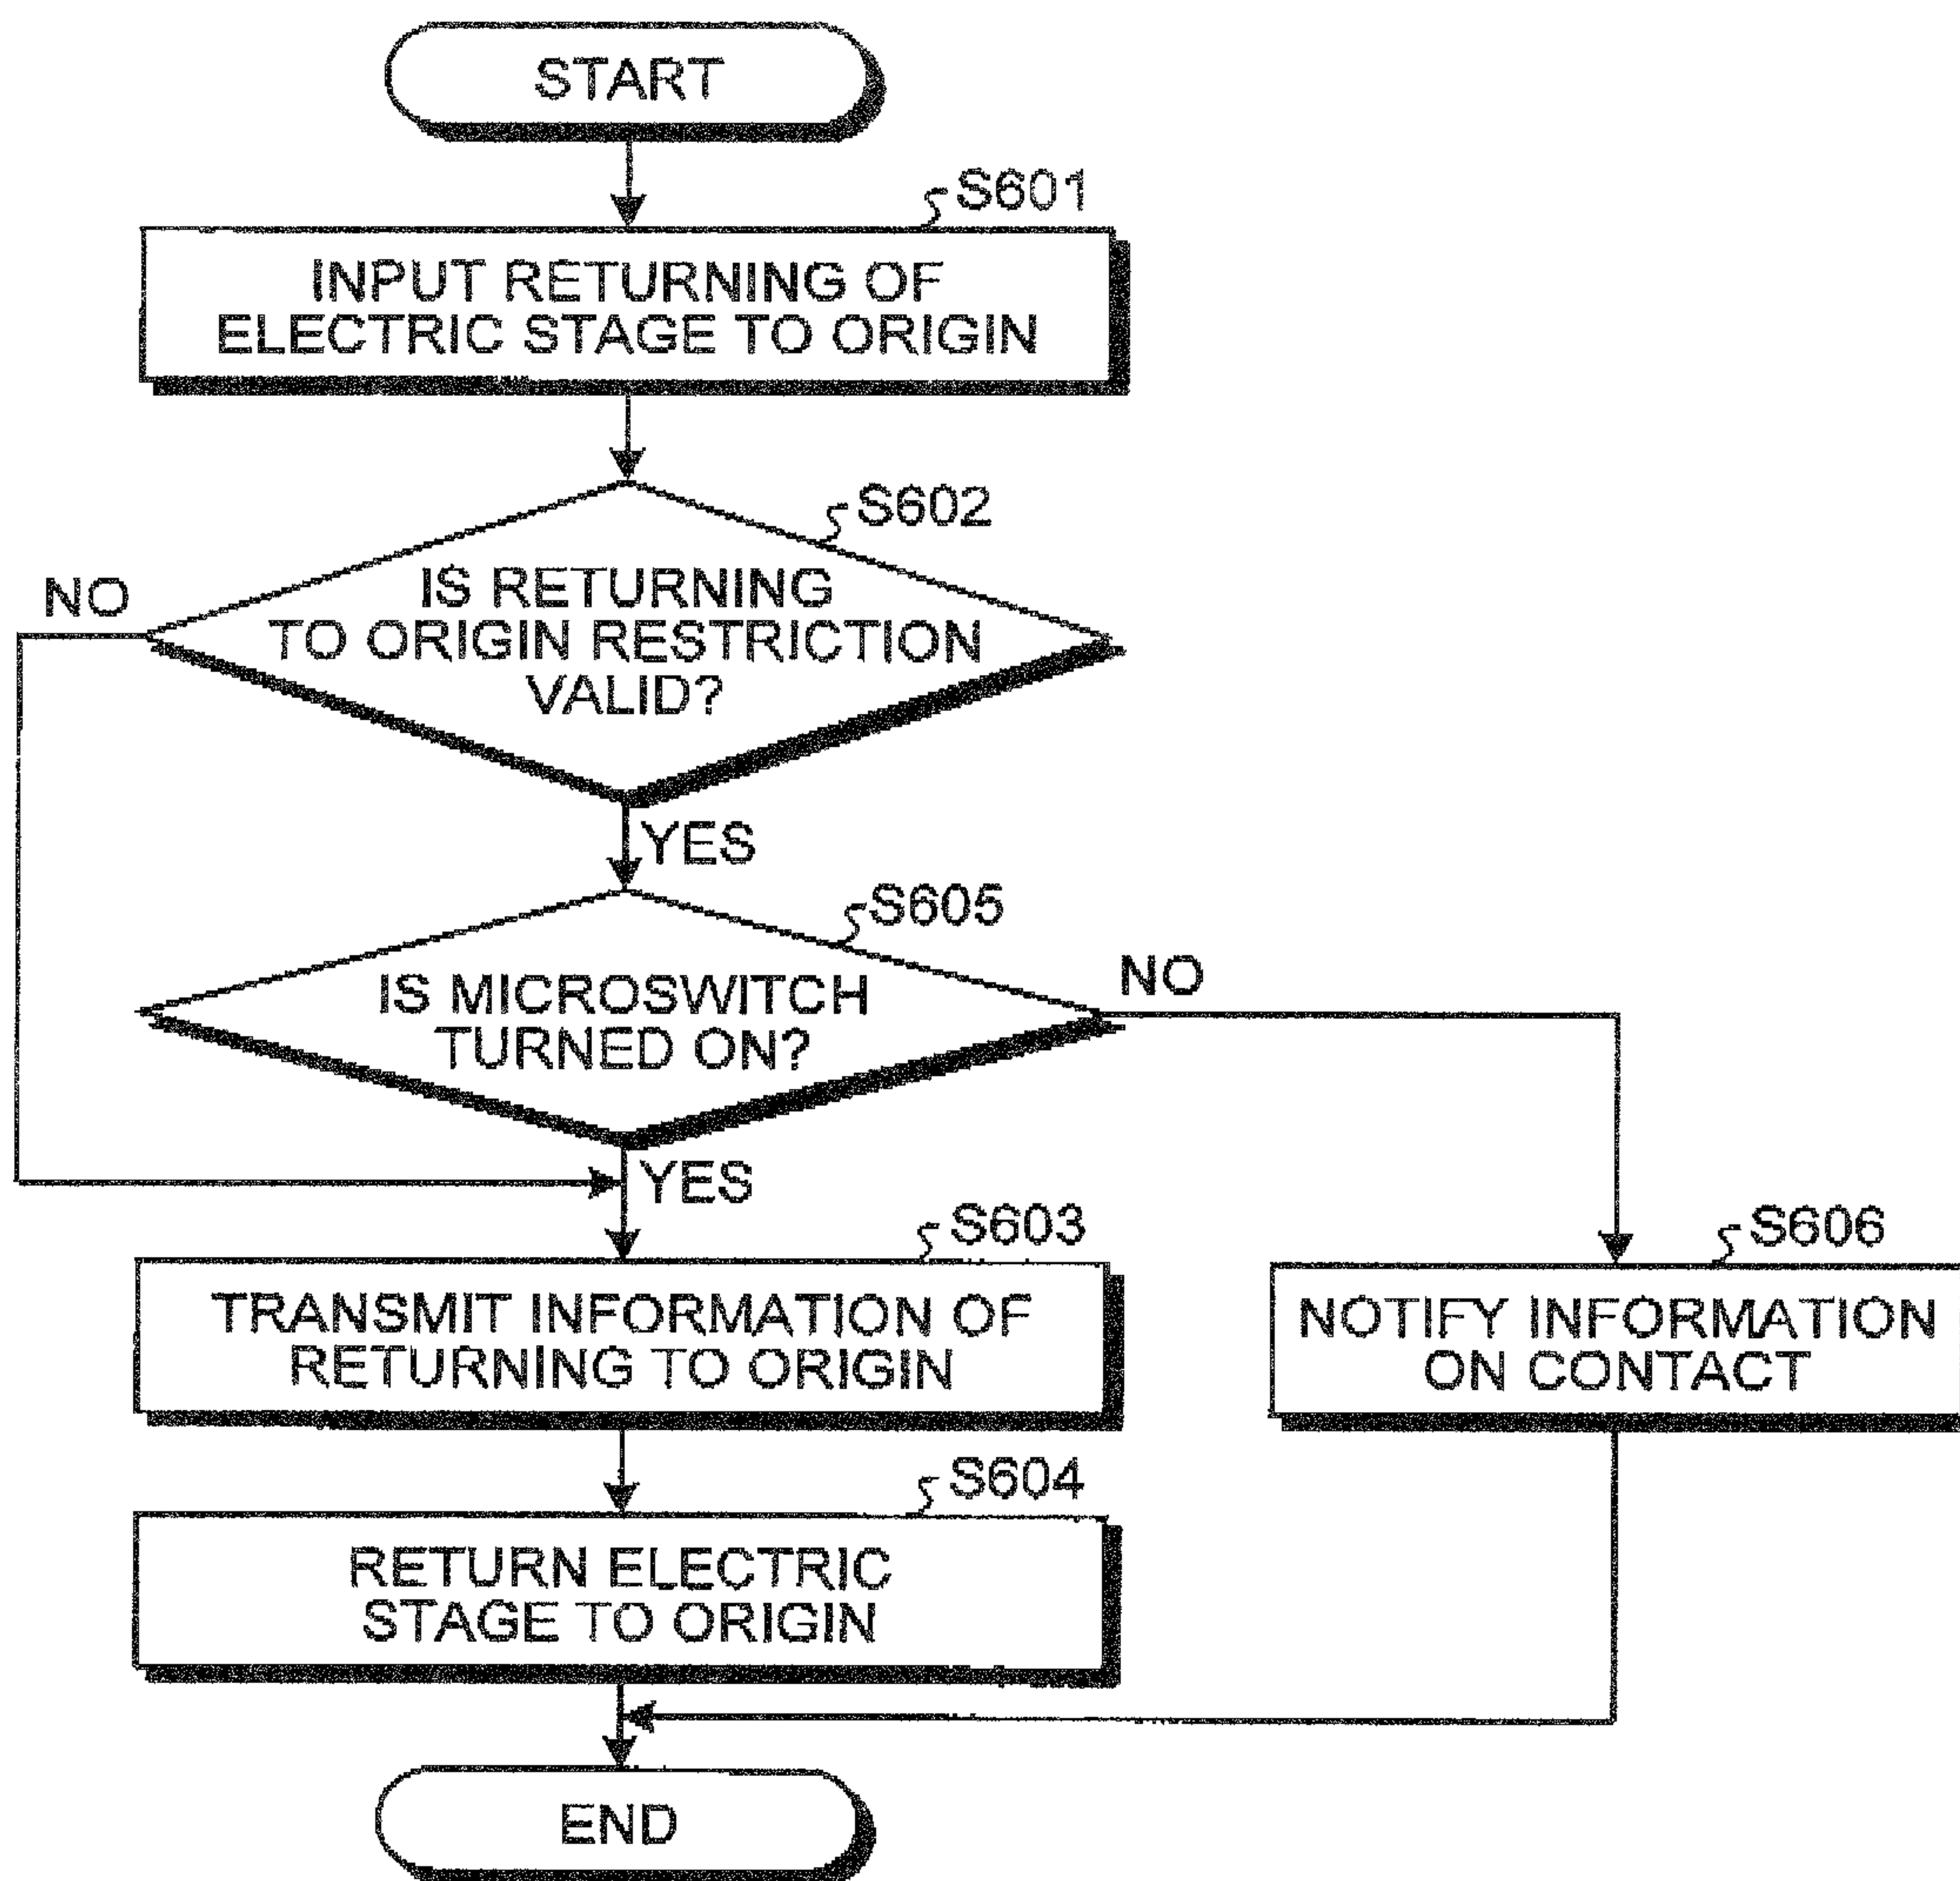 START
S601
INPUT RETURNING OF
ELECTRIC STAGE TO ORIGIN
S602
NO
IS RETURNING
TO ORIGIN RESTRICTION
VALID?
YES
S605
IS MICROSWITCH
TURNED ON?
NO
YES
S603
TRANSMIT INFORMATION OF
RETURNING TO ORIGIN
S606
NOTIFY INFORMATION
ON CONTACT
S604
RETURN ELECTRIC
STAGE TO ORIGIN
END